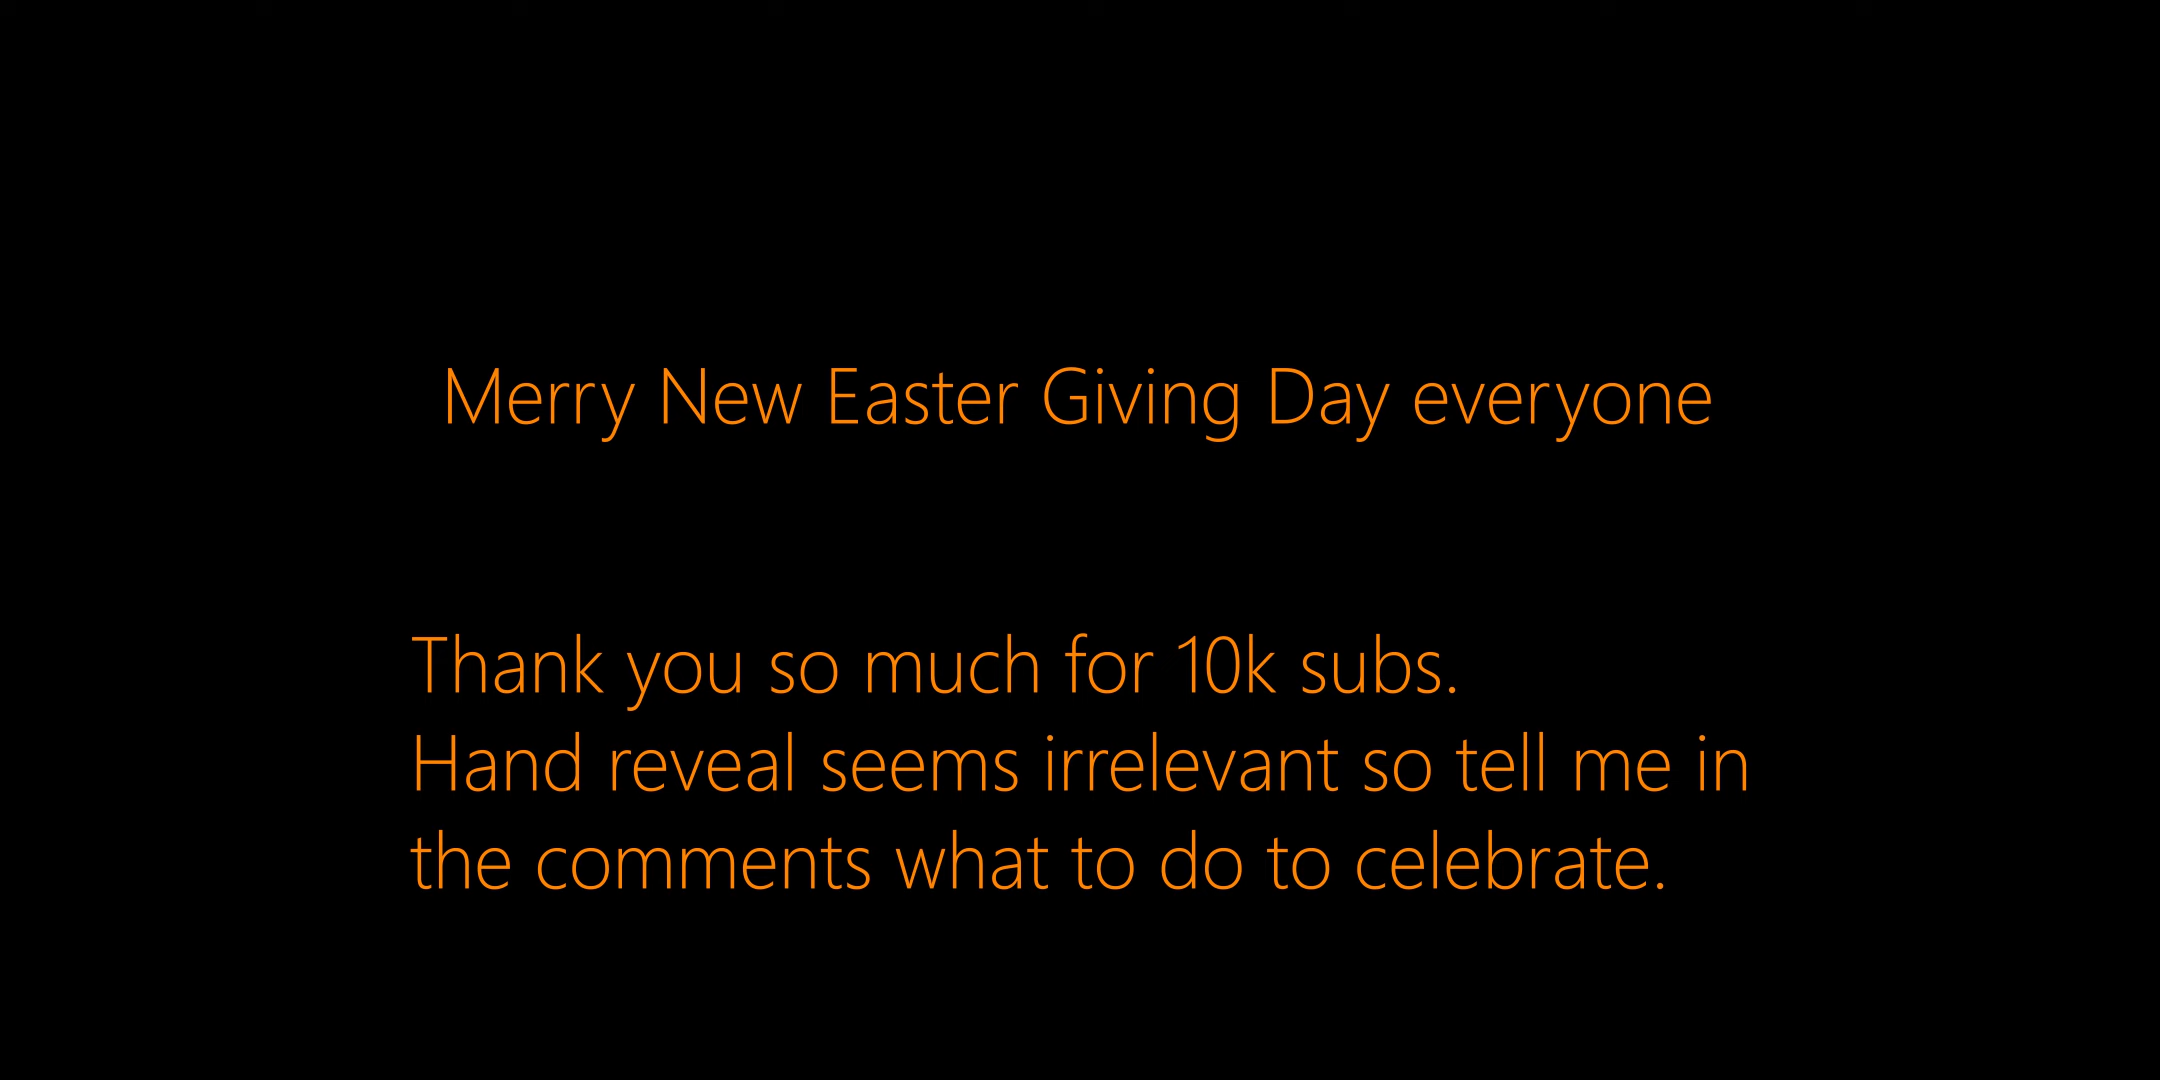 Merry New Easter Giving Day everyone
Thank you so much for 10k subs.
Hand reveal seems irrelevant so tell me in
the comments what to do to celebrate.